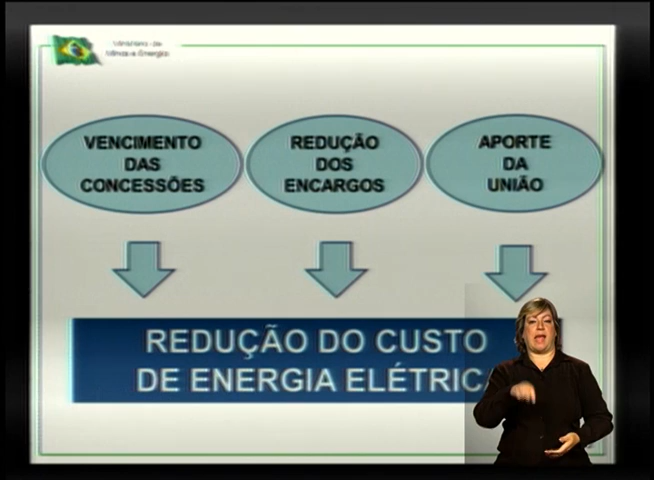 Ministério de
Minas e Energia
VENCIMENTO
DAS
CONCESSÕES
REDUÇÃO
DOS
ENCARGOS
APORTE
DA
UNIÃO
REDUÇÃO DO CUSTO
DE ENERGIA ELÉTRICA